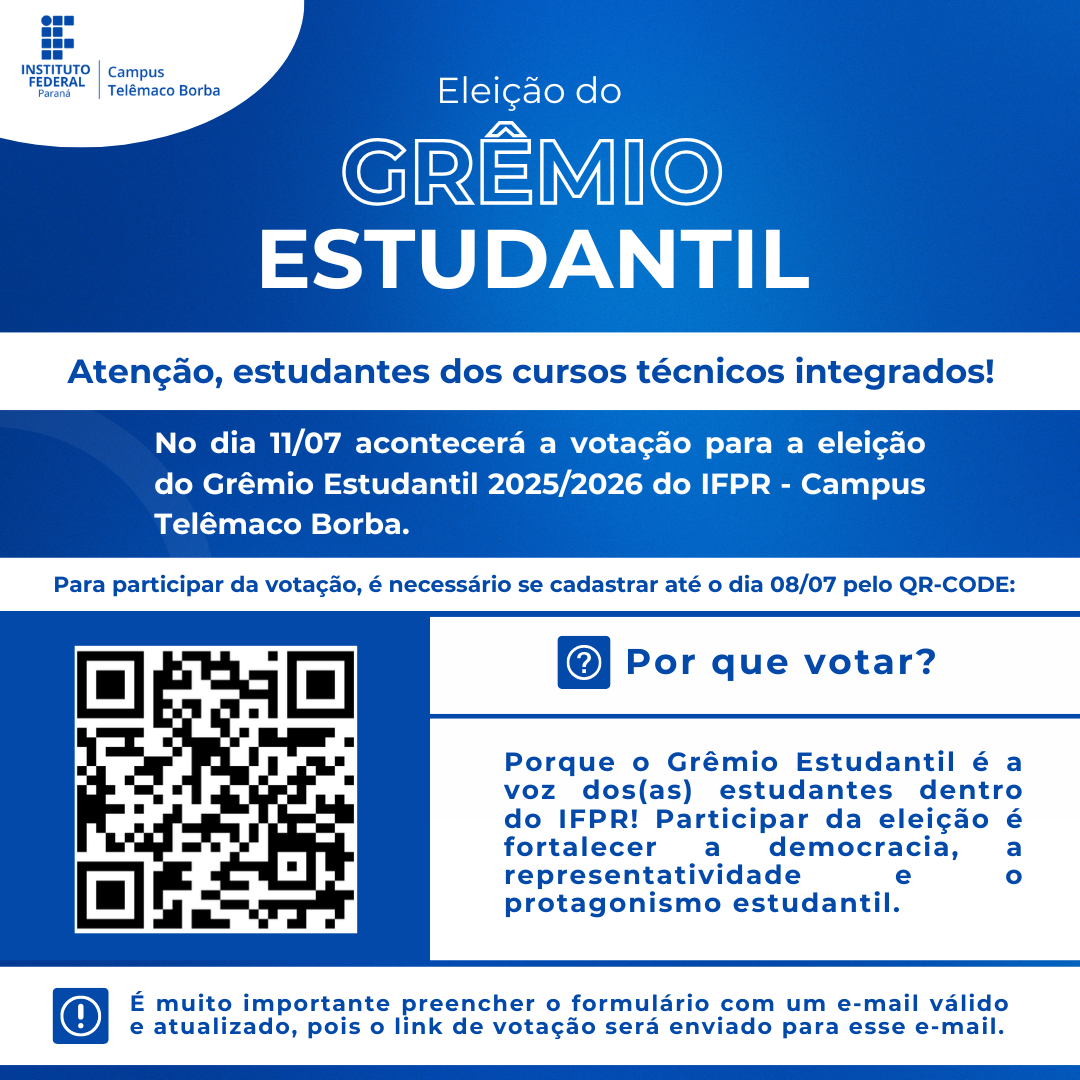 INSTITUTO
FEDERAL
Paraná
Campus
Telêmaco Borba
Eleição do
GRÊMIO
ESTUDANTIL
Atenção, estudantes dos cursos técnicos integrados!
No dia 11/07 acontecerá a votação para a eleição
do Grêmio Estudantil 2025/2026 do IFPR - Campus
Telêmaco Borba.
Para participar da votação, é necessário se cadastrar até o dia 08/07 pelo QR-CODE:
Por que votar?
Porque o Grêmio Estudantil é a
voz dos(as) estudantes dentro
do IFPR! Participar da eleição é
fortalecer a democracia, a
representatividade e o
protagonismo estudantil.
É muito importante preencher o formulário com um e-mail válido
e atualizado, pois o link de votação será enviado para esse e-mail.